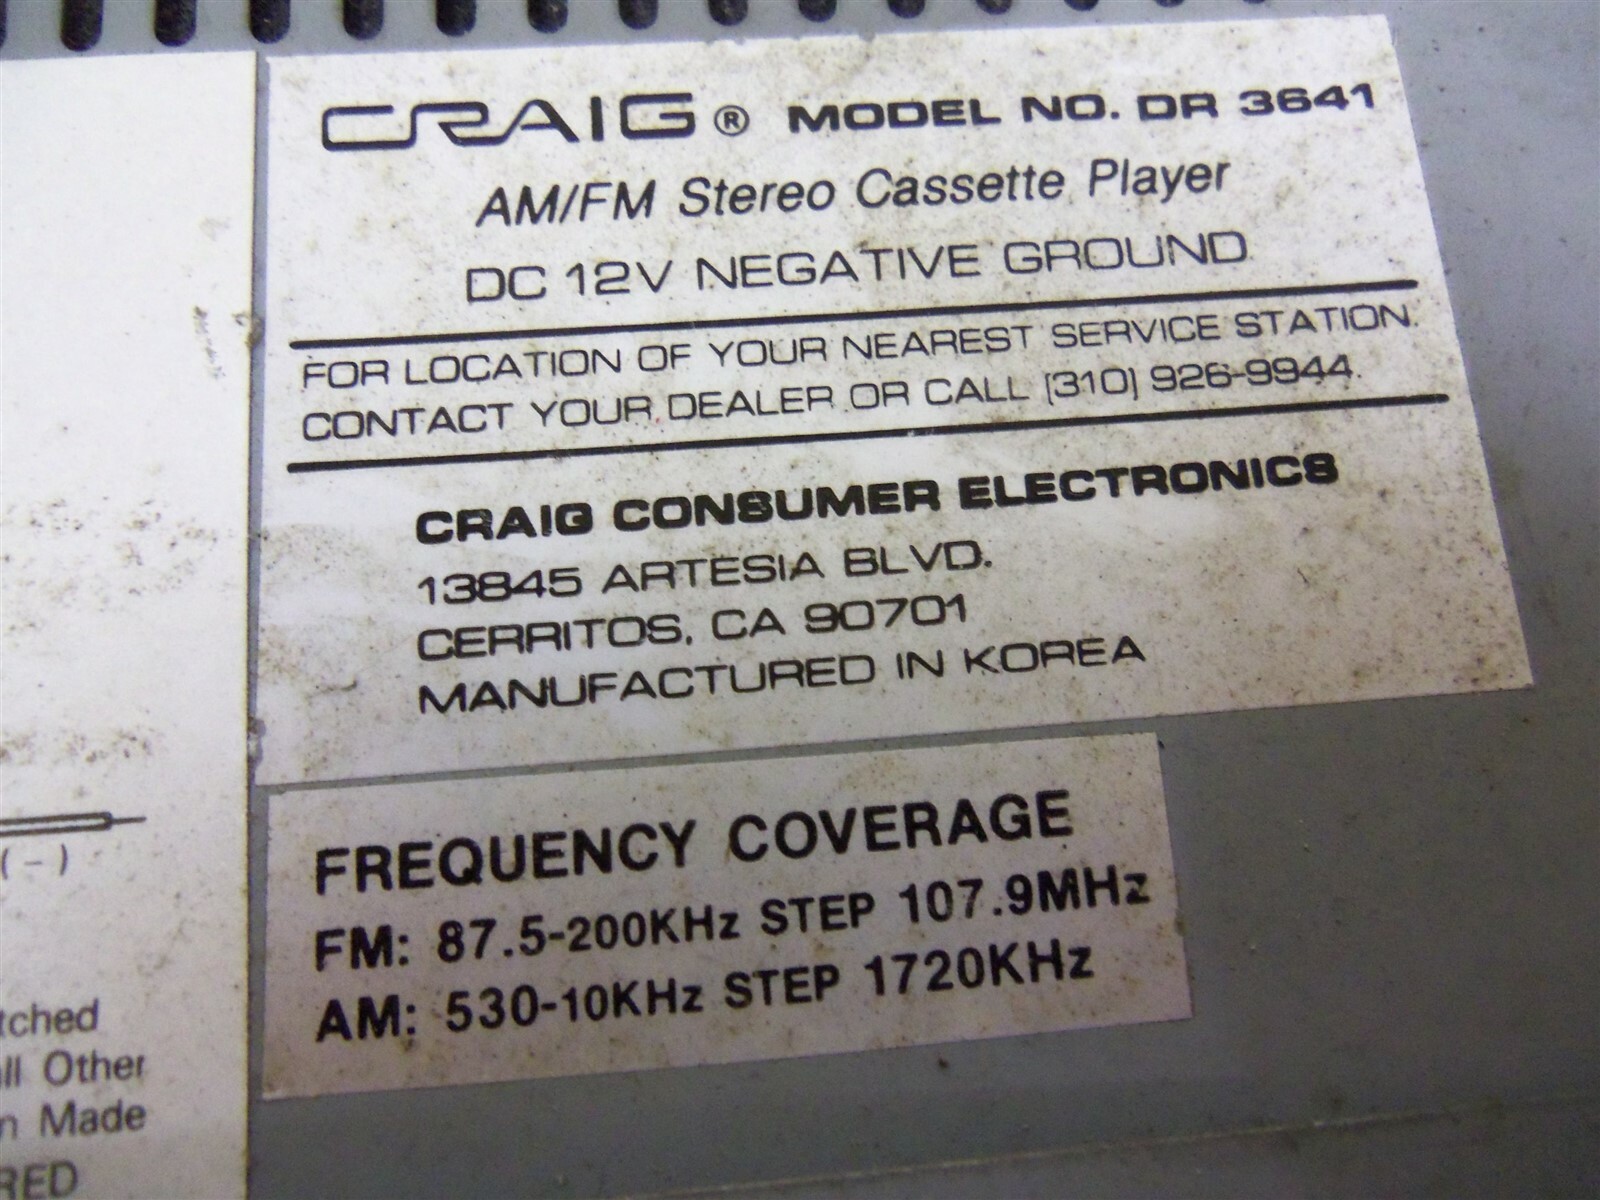 CRAIG® MODEL NO. DR 3641
AM/FM Stereo Cassette Player
DC 12V NEGATIVE GROUND
FOR LOCATION OF YOUR NEAREST SERVICE STATION.
CONTACT YOUR DEALER OR CALL (310) 926-9944.
CRAIG CONSUMER ELECTRONICS
13845 ARTESIA BLVD.
CERRITOS, CA 90701
MANUFACTURED IN KOREA
FREQUENCY COVERAGE
FM: 87.5-200KHz STEP 107.9MHz
AM: 530-10KHz STEP 1720KHz
(-)
Other
Made